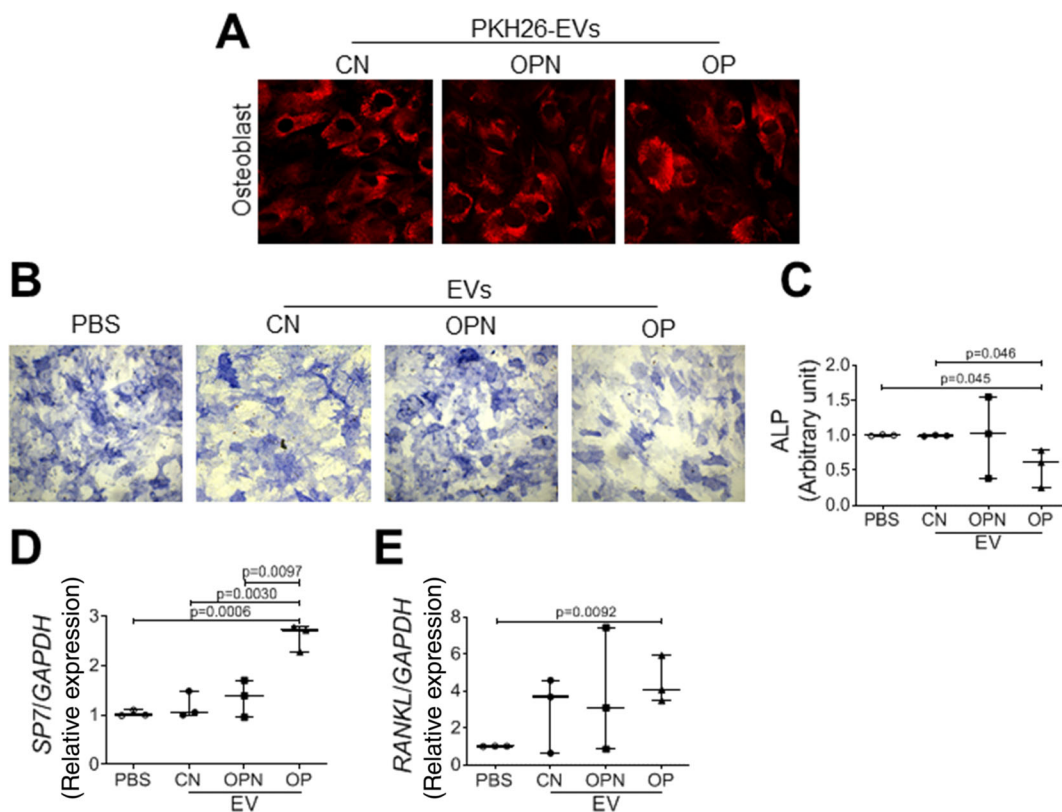 A
PKH26-EVs
CN OPN OP
Osteoblast
B
EVs
PBS CN OPN OP
C
p=0.046
p=0.045
ALP
(Arbitrary unit)
2.0
1.5
1.0
0.5
0.0
PBS CN OPN OP
EV
D
p=0.0097
p=0.0030
p=0.0006
SP7/GAPDH
(Relative expression)
3
2
1
0
PBS CN OPN OP
EV
E
p=0.0092
RANKL/GAPDH
(Relative expression)
8
6
4
2
0
PBS CN OPN OP
EV